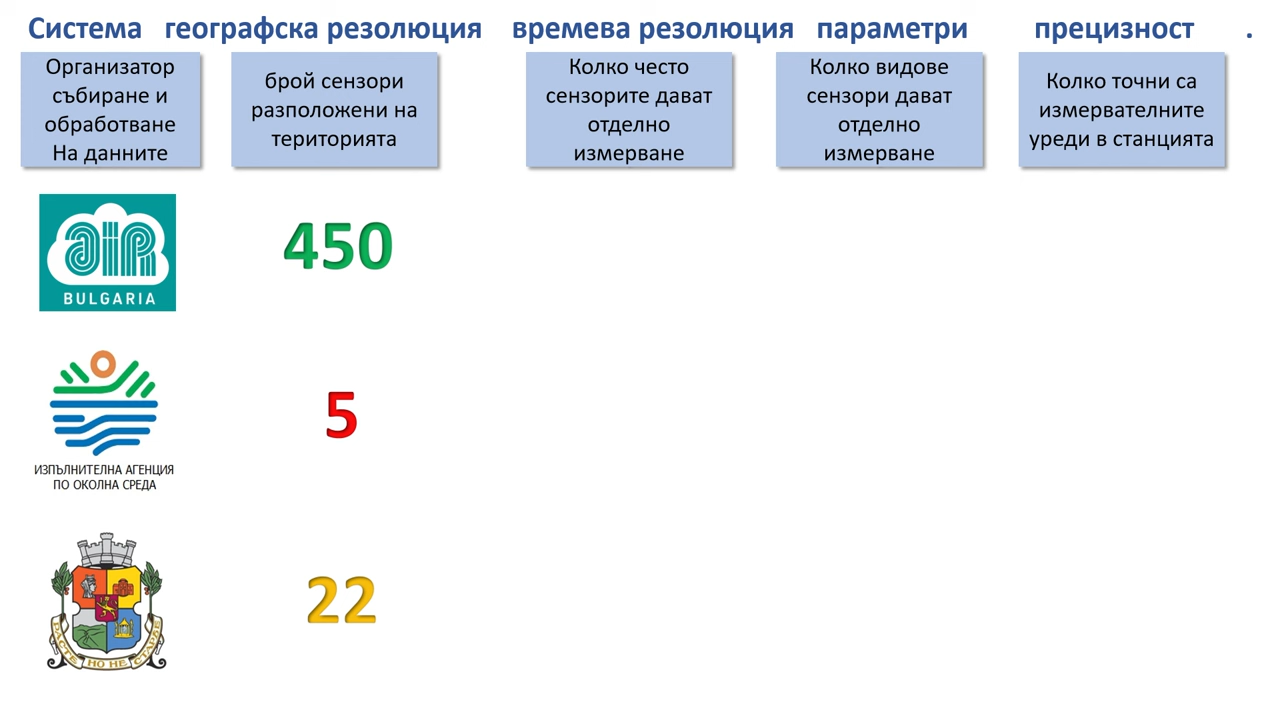 Система географска резолюция времева резолюция параметри прецизност .
Организатор
събиране и
обработване
На данните
брой сензори
разположени на
територията
Колко често
сензорите дават
отделно
измерване
Колко видове
сензори дават
отделно
измерване
Колко точни са
измервателните
уреди в станцията
aiR
BULGARIA
450
ИЗПЪЛНИТЕЛНА АГЕНЦИЯ
ПО ОКОЛНА СРЕДА
5
РАСТЕ НО НЕ СТАРѢЕ
22